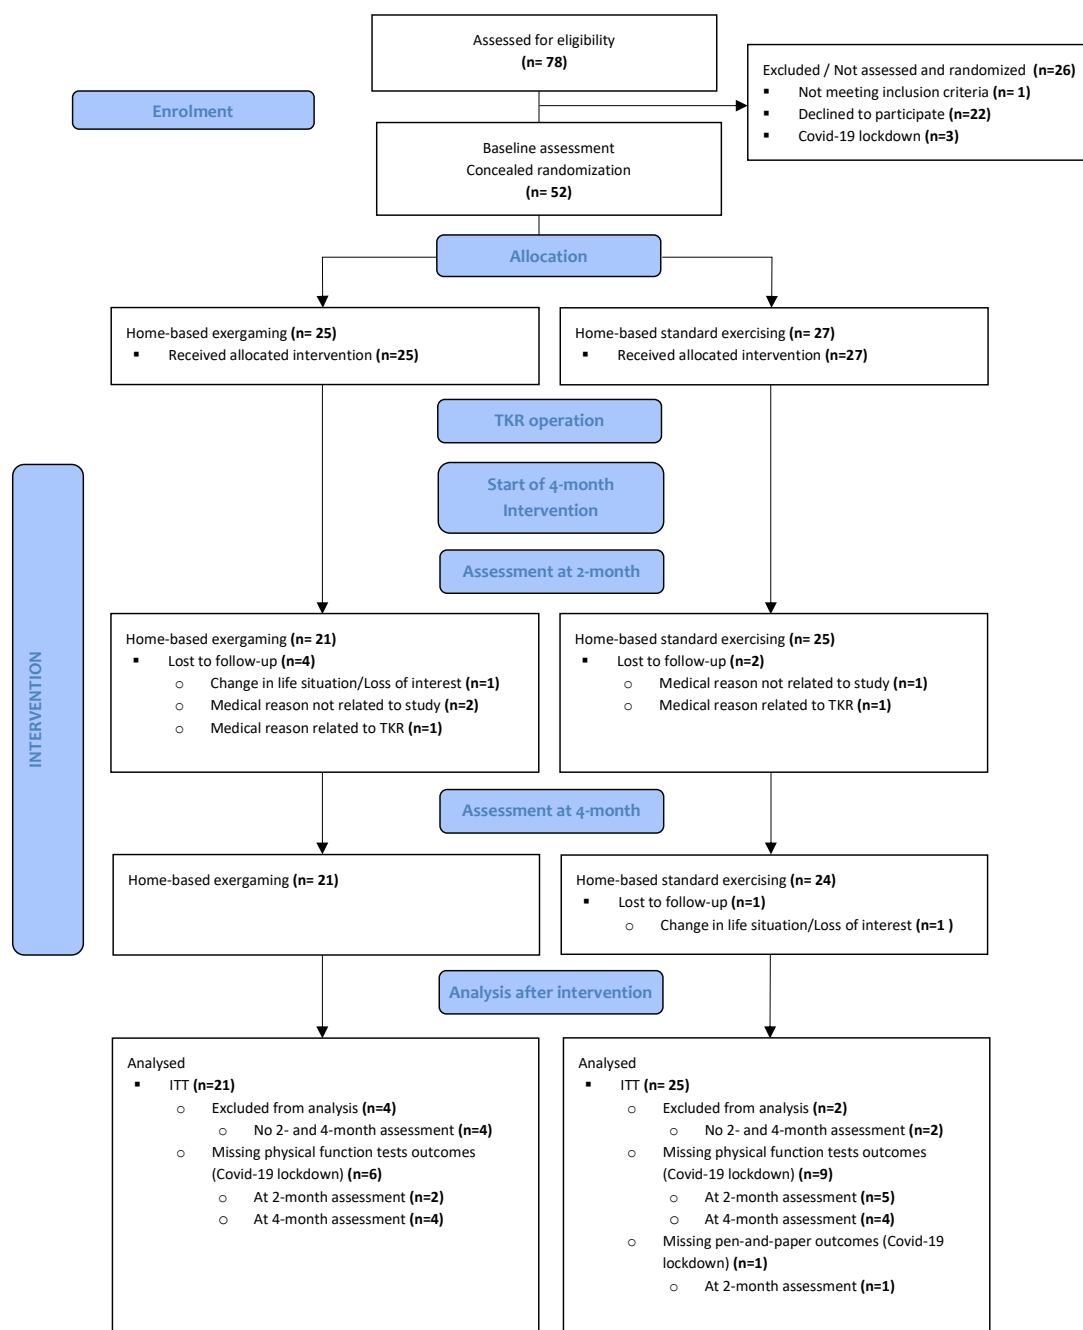 Assessed for eligibility
(n= 78)
Excluded / Not assessed and randomized (n=26)
▪ Not meeting inclusion criteria (n= 1)
▪ Declined to participate (n=22)
▪ Covid-19 lockdown (n=3)
Enrolment
Baseline assessment
Concealed randomization
(n= 52)
Allocation
Home-based exergaming (n= 25)
▪ Received allocated intervention (n=25)
Home-based standard exercising (n= 27)
▪ Received allocated intervention (n=27)
TKR operation
Start of 4-month
Intervention
Assessment at 2-month
INTERVENTION
Home-based exergaming (n= 21)
▪ Lost to follow-up (n=4)
o Change in life situation/Loss of interest (n=1)
o Medical reason not related to study (n=2)
o Medical reason related to TKR (n=1)
Home-based standard exercising (n= 25)
▪ Lost to follow-up (n=2)
o Medical reason not related to study (n=1)
o Medical reason related to TKR (n=1)
Assessment at 4-month
Home-based exergaming (n= 21)
Home-based standard exercising (n= 24)
▪ Lost to follow-up (n=1)
o Change in life situation/Loss of interest (n=1 )
Analysis after intervention
Analysed
▪ ITT (n=21)
o Excluded from analysis (n=4)
o No 2- and 4-month assessment (n=4)
o Missing physical function tests outcomes
(Covid-19 lockdown) (n=6)
o At 2-month assessment (n=2)
o At 4-month assessment (n=4)
Analysed
▪ ITT (n= 25)
o Excluded from analysis (n=2)
o No 2- and 4-month assessment (n=2)
o Missing physical function tests outcomes
(Covid-19 lockdown) (n=9)
o At 2-month assessment (n=5)
o At 4-month assessment (n=4)
o Missing pen-and-paper outcomes (Covid-19
lockdown) (n=1)
o At 2-month assessment (n=1)